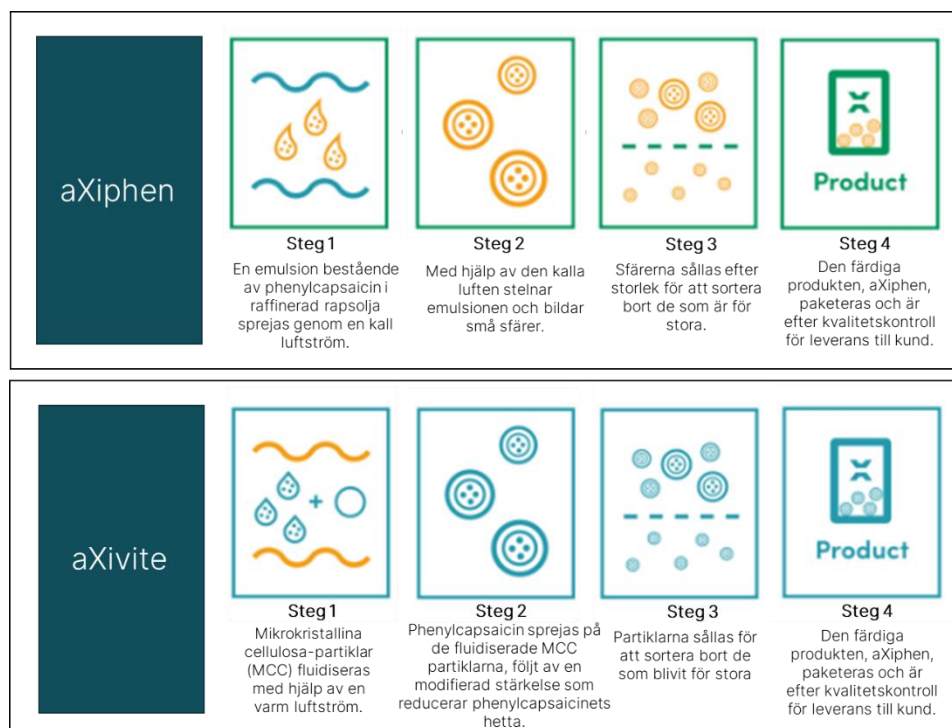 aXiphen
Product
Steg 1
En emulsion bestående
av phenylcapsaicin i
raffinerad rapsolja
sprejas genom en kall
luftström.
Steg 2
Med hjälp av den kalla
luften stelnar
emulsionen och bildar
små sfärer.
Steg 3
Sfärerna sållas efter
storlek för att sortera
bort de som är för
stora.
Steg 4
Den färdiga
produkten, aXiphen,
paketeras och är
efter kvalitetskontroll
för leverans till kund.
aXivite
Product
Steg 1
Mikrokristallina
cellulosa-partiklar
(MCC) fluidiseras
med hjälp av en
varm luftström.
Steg 2
Phenylcapsaicin sprejas på
de fluidiserade MCC
partiklarna, följt av en
modifierad stärkelse som
reducerar phenylcapsaicinets
hetta.
Steg 3
Partiklarna sållas för
att sortera bort de
som blivit för stora
Steg 4
Den färdiga
produkten, aXiphen,
paketeras och är
efter kvalitetskontroll
för leverans till kund.